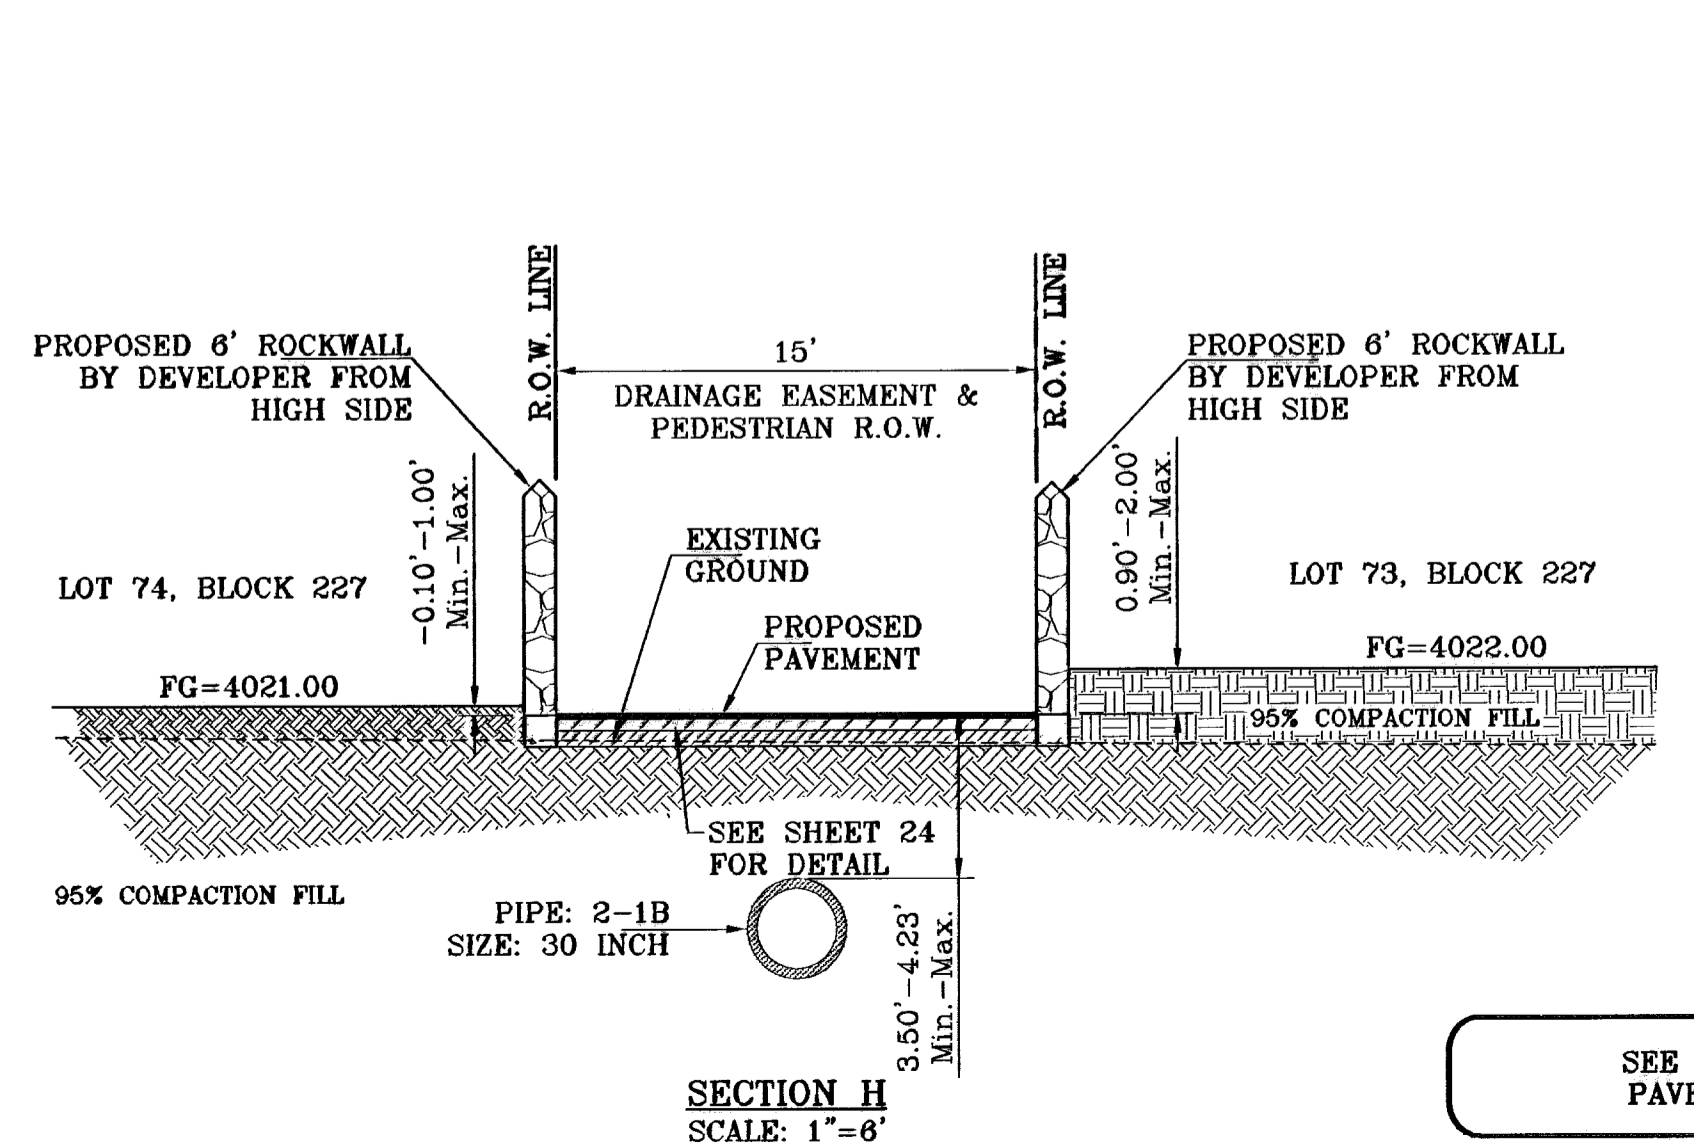 R.O.W. LINE
R.O.W. LINE
PROPOSED 6' ROCKWALL
BY DEVELOPER FROM
HIGH SIDE
15'
DRAINAGE EASEMENT &
PEDESTRIAN R.O.W.
PROPOSED 6' ROCKWALL
BY DEVELOPER FROM
HIGH SIDE
-0.10'-1.00'
Min.-Max.
0.90'-2.00'
Min.-Max.
EXISTING
GROUND
LOT 74, BLOCK 227
LOT 73, BLOCK 227
PROPOSED
PAVEMENT
FG=4021.00
FG=4022.00
95% COMPACTION FILL
SEE SHEET 24
FOR DETAIL
95% COMPACTION FILL
PIPE: 2-1B
SIZE: 30 INCH
3.50'-4.23'
Min.-Max.
SECTION H
SCALE: 1"=6'
SEE